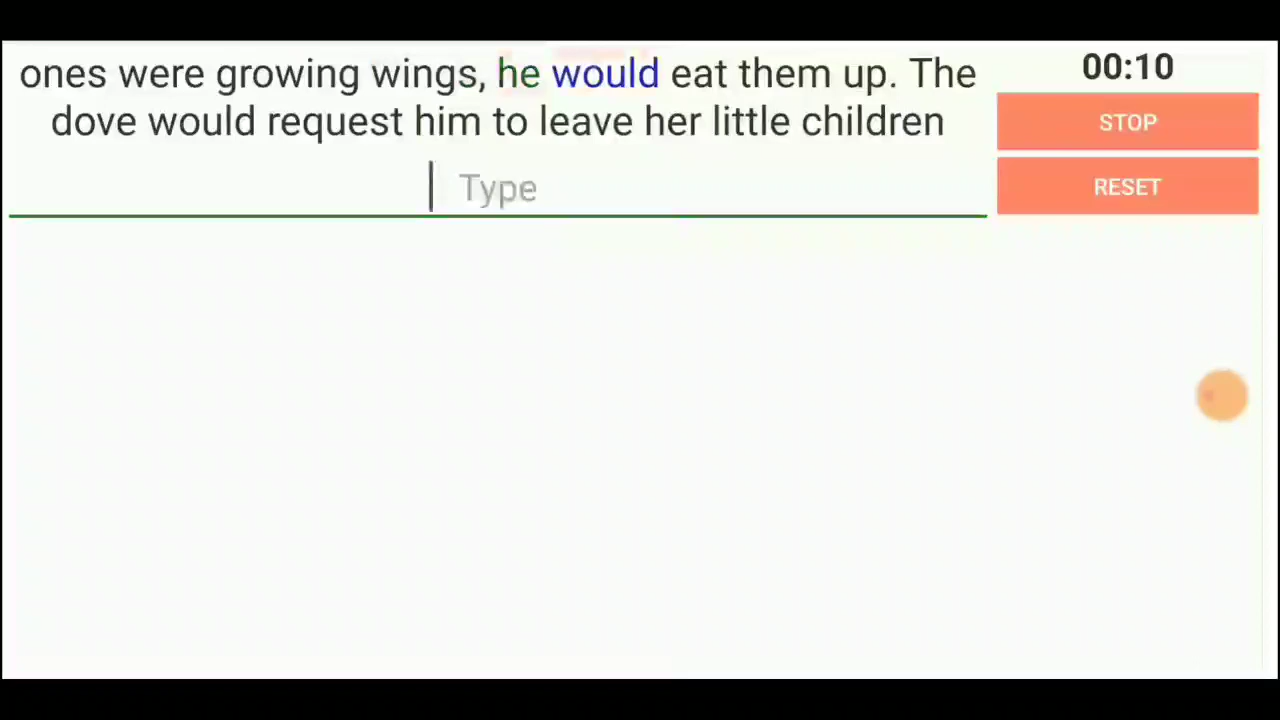 ones were growing wings, he would eat them up. The
dove would request him to leave her little children
Type
00:10
STOP
RESET